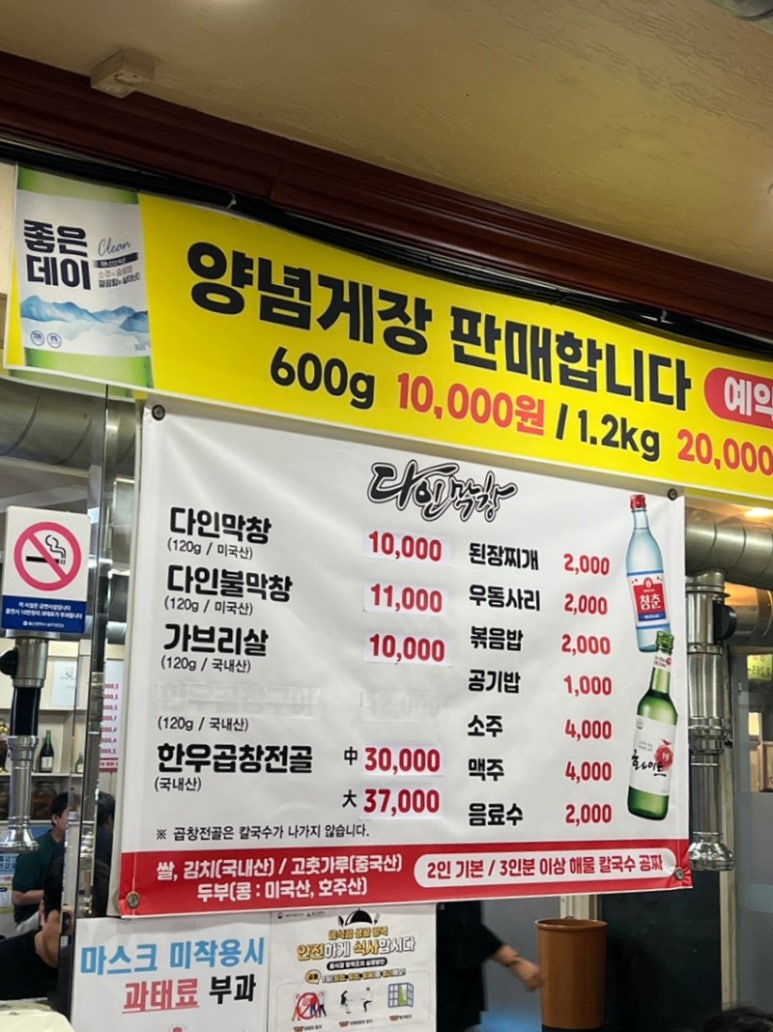 좋은
데이
Clean
양념게장 판매합니다
600g 10,000원 / 1.2kg 20,000
예약
다인막창
다인막창 10,000
(120g / 미국산)
다인불막창 11,000
(120g / 미국산)
가브리살 10,000
(120g / 국내산)
(120g / 국내산)
한우곱창전골 中 30,000
(국내산)
大 37,000
※ 곱창전골은 칼국수가 나가지 않습니다.
된장찌개 2,000
우동사리 2,000
볶음밥 2,000
공기밥 1,000
소주 4,000
맥주 4,000
음료수 2,000
청춘
쌀, 김치(국내산) / 고춧가루(중국산)
두부(콩 : 미국산, 호주산)
2인 기본 / 3인분 이상 해물 칼국수 공짜
마스크 미착용시
과태료 부과
안전하게 식사합시다